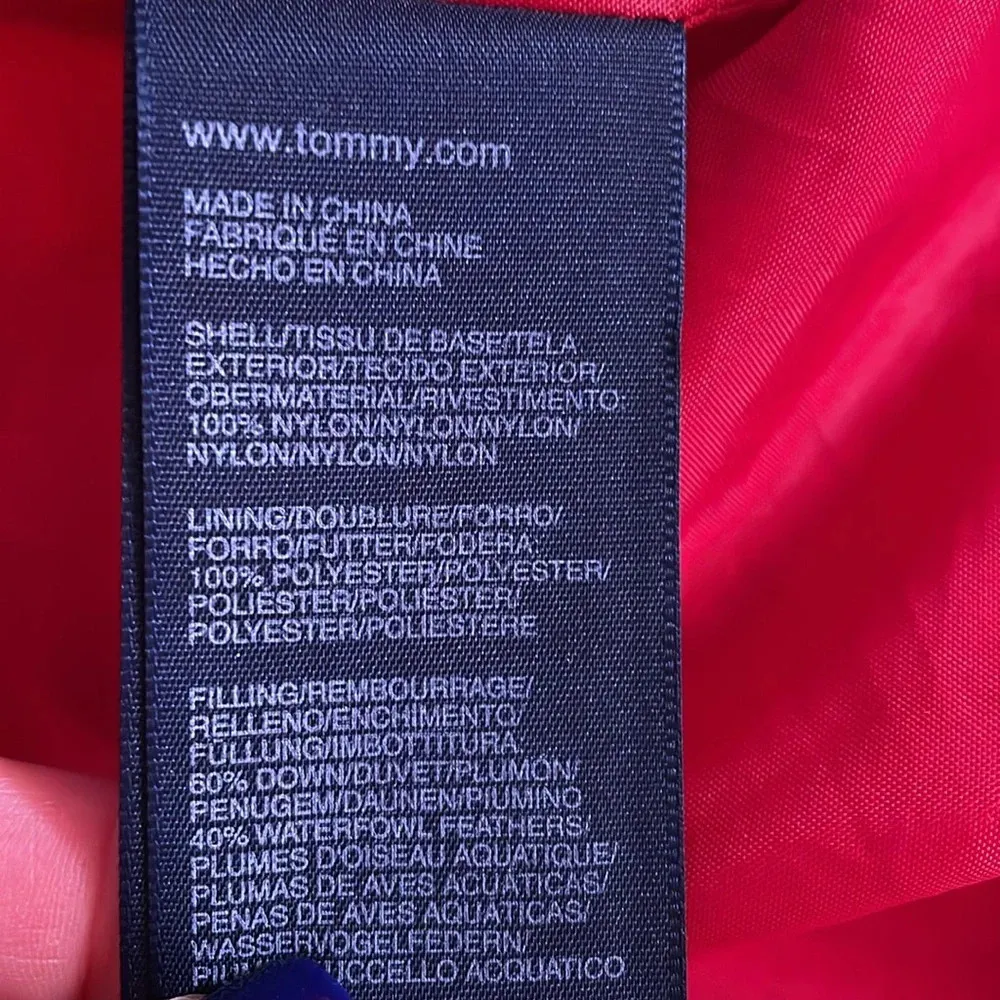 www.tommy.com
MADE IN CHINA
FABRIQUÉ EN CHINE
HECHO EN CHINA
SHELL/TISSU DE BASE/TELA
EXTERIOR/TECIDO EXTERIOR/
OBERMATERIAL/RIVESTIMENTO
100% NYLON/NYLON/NYLON/
NYLON/NYLON/NYLON
LINING/DOUBLURE/FORRO/
FORRO/FUTTER/FODERA
100% POLYESTER/POLYESTER/
POLIÉSTER/POLIÉSTER/
POLYESTER/POLIESTERE
FILLING/REMBOURRAGE/
RELLENO/ENCHIMENTO/
FÜLLUNG/IMBOTTITURA
60% DOWN/DUVET/PLUMÓN/
PENUGEM/DAUNEN/PIUMINO
40% WATERFOWL FEATHERS/
PLUMES D'OISEAU AQUATIQUE/
PLUMAS DE AVES ACUÁTICAS/
PENAS DE AVES AQUÁTICAS/
WASSERVOGELFEDERN/
ACQUATICO